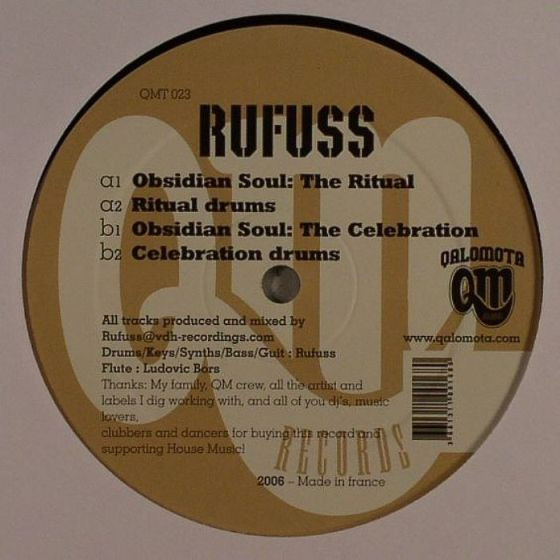 QMT 023
RUFUSS
a1 Obsidian Soul: The Ritual
a2 Ritual drums
b1 Obsidian Soul: The Celebration
b2 Celebration drums
QALOMOTA
QM
All tracks produced and mixed by
Rufuss@vdh-recordings.com
www.qalomota.com
Drums/Keys/Synths/Bass/Guit : Rufuss
Flute : Ludovic Bors
Thanks: My family, QM crew, all the artist and
labels I dig working with, and all of you dj's, music
lovers,
clubbers and dancers for buying this record and
supporting House Music!
RECORDS
2006 – Made in france